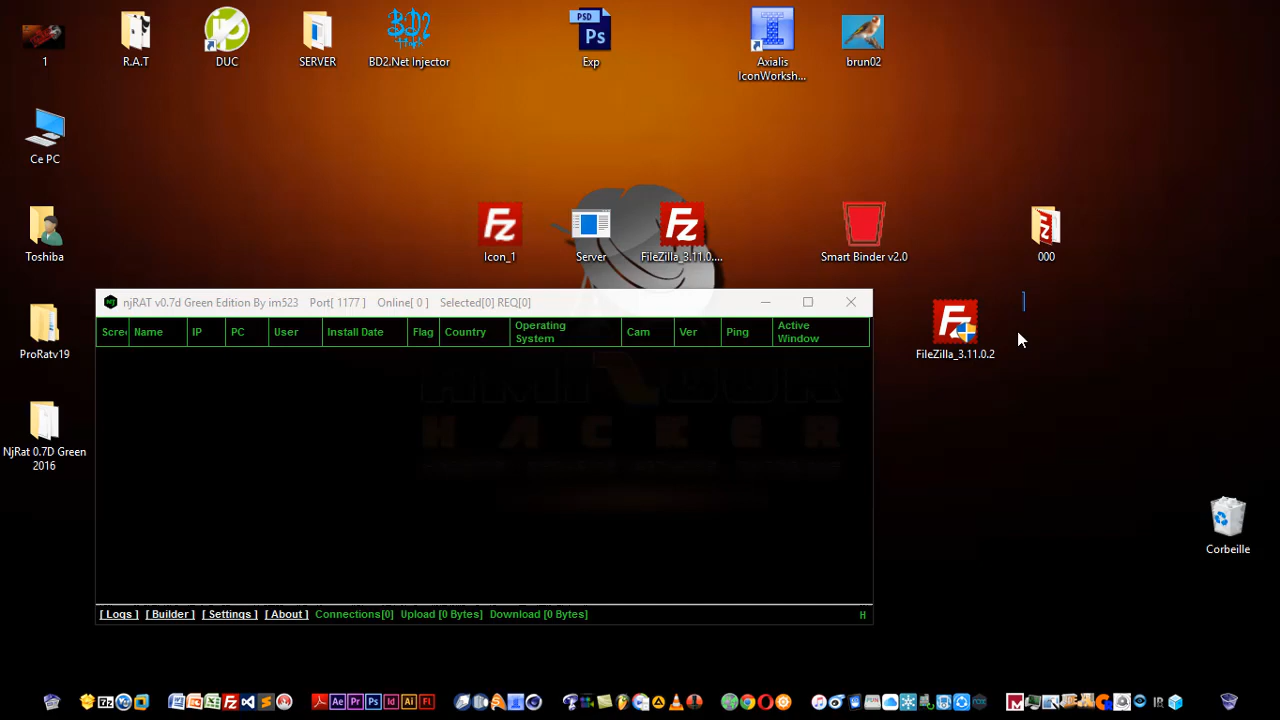 1
R.A.T
DUC
SERVER
BD2.Net Injector
PSD
Ps
Exp
Axialis
IconWorksh...
brun02
Ce PC
Toshiba
Icon_1
Server
FileZilla_3.11.0....
Smart Binder v2.0
000
njRAT v0.7d Green Edition By im523 Port[ 1177 ] Online[ 0 ] Selected[0] REQ[0]
Scree Name IP PC User Install Date Flag Country Operating System Cam Ver Ping Active Window
HACKER
ProRatv19
FileZilla_3.11.0.2
NjRat 0.7D Green
2016
Corbeille
[ Logs ] [ Builder ] [ Settings ] [ About ] Connections[0] Upload [0 Bytes] Download [0 Bytes] H